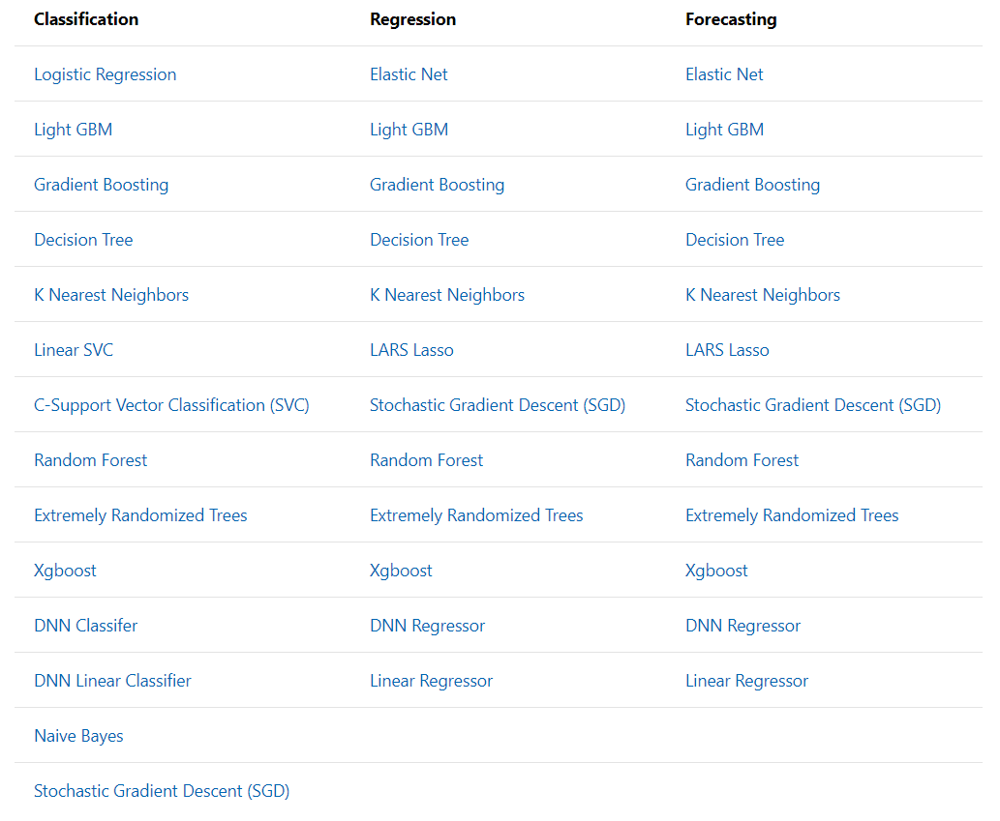 Classification Regression Forecasting
Logistic Regression Elastic Net Elastic Net
Light GBM Light GBM Light GBM
Gradient Boosting Gradient Boosting Gradient Boosting
Decision Tree Decision Tree Decision Tree
K Nearest Neighbors K Nearest Neighbors K Nearest Neighbors
Linear SVC LARS Lasso LARS Lasso
C-Support Vector Classification (SVC) Stochastic Gradient Descent (SGD) Stochastic Gradient Descent (SGD)
Random Forest Random Forest Random Forest
Extremely Randomized Trees Extremely Randomized Trees Extremely Randomized Trees
Xgboost Xgboost Xgboost
DNN Classifer DNN Regressor DNN Regressor
DNN Linear Classifier Linear Regressor Linear Regressor
Naive Bayes
Stochastic Gradient Descent (SGD)